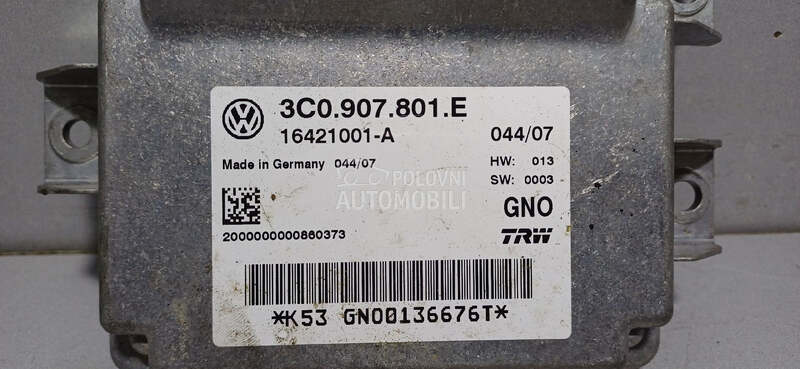 3C0.907.801.E
16421001-A 044/07
Made in Germany 044/07 HW: 013
SW: 0003
POLOVNI
AUTOMOBILI
GNO
2000000000860373 TRW
*K53 GNO0136676T*